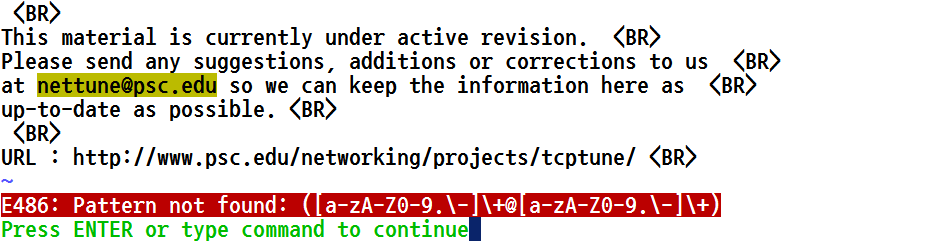 <BR>
This material is currently under active revision. <BR>
Please send any suggestions, additions or corrections to us <BR>
at nettune@psc.edu so we can keep the information here as <BR>
up-to-date as possible. <BR>
<BR>
URL : http://www.psc.edu/networking/projects/tcptune/ <BR>
~
E486: Pattern not found: ([a-zA-Z0-9.\-]\+@[a-zA-Z0-9.\-]\+)
Press ENTER or type command to continue